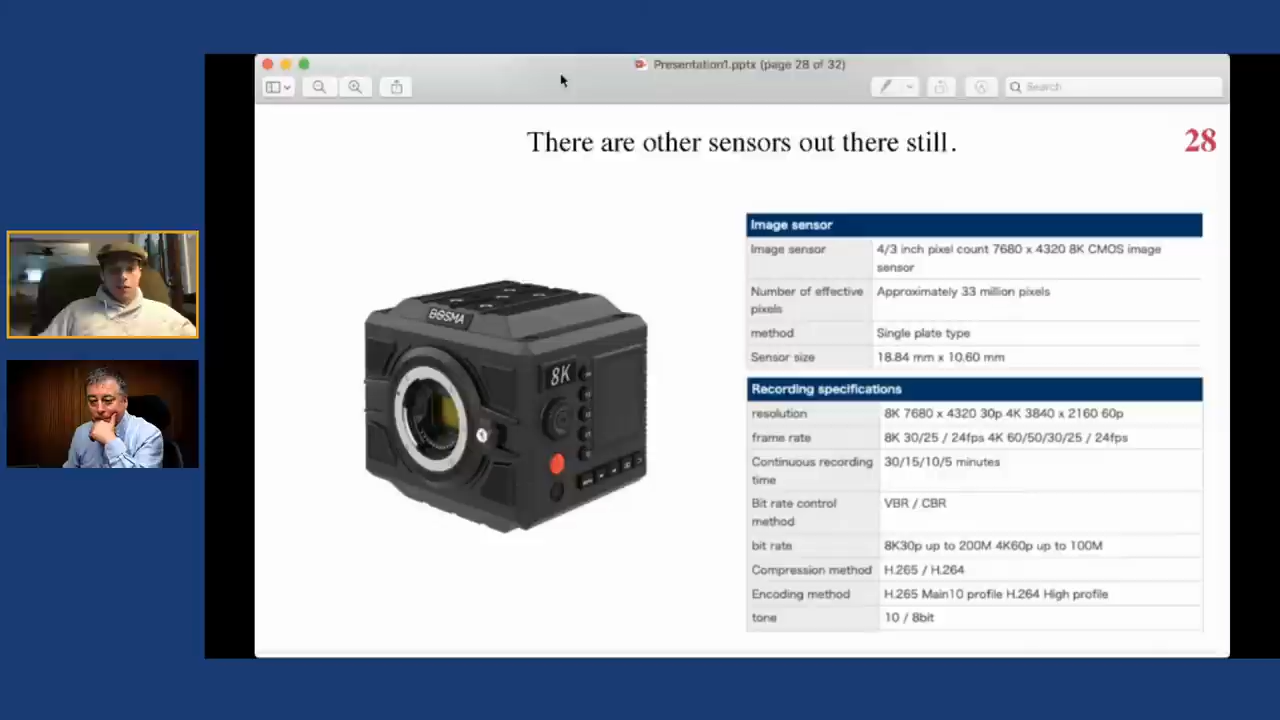 Presentation1.pptx (page 28 of 32)
Search
There are other sensors out there still.
28
BOSMA
8K
Image sensor
Image sensor 4/3 inch pixel count 7680 x 4320 8K CMOS image
sensor
Number of effective Approximately 33 million pixels
pixels
method Single plate type
Sensor size 18.84 mm x 10.60 mm
Recording specifications
resolution 8K 7680 x 4320 30p 4K 3840 x 2160 60p
frame rate 8K 30/25 / 24fps 4K 60/50/30/25 / 24fps
Continuous recording 30/15/10/5 minutes
time
Bit rate control VBR / CBR
method
bit rate 8K30p up to 200M 4K60p up to 100M
Compression method H.265 / H.264
Encoding method H.265 Main10 profile H.264 High profile
tone 10 / 8bit